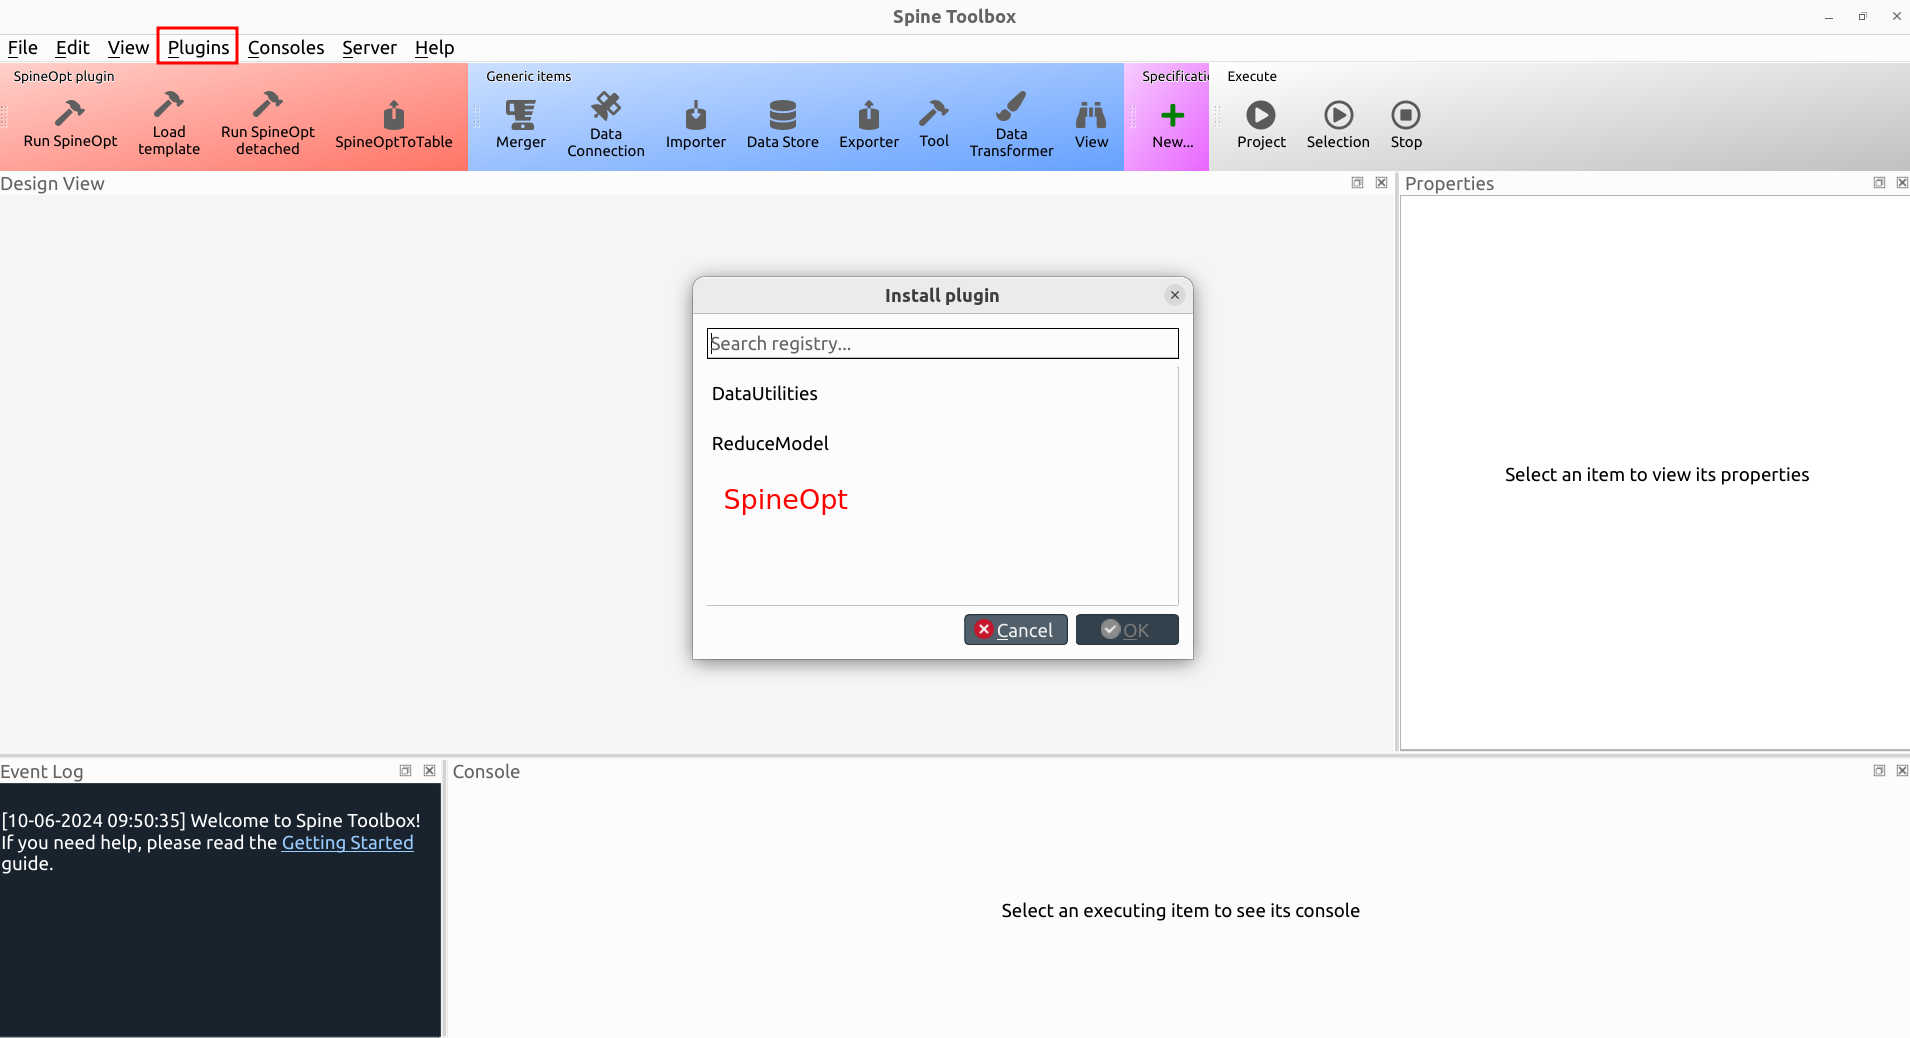 Spine Toolbox
File Edit View Plugins Consoles Server Help
SpineOpt plugin
Run SpineOpt
Load
template
Run SpineOpt
detached
SpineOptToTable
Generic items
Merger
Data
Connection
Importer
Data Store
Exporter
Tool
Data
Transformer
View
Specificati
New...
Execute
Project
Selection
Stop
Design View
Properties
Install plugin
Search registry...
DataUtilities
ReduceModel
SpineOpt
Cancel
OK
Select an item to view its properties
Event Log
[10-06-2024 09:50:35] Welcome to Spine Toolbox!
If you need help, please read the Getting Started
guide.
Console
Select an executing item to see its console